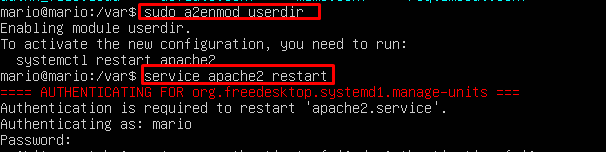 mario@mario:/var$ sudo a2enmod userdir
Enabling module userdir.
To activate the new configuration, you need to run:
systemctl restart apache2
mario@mario:/var$ service apache2 restart
==== AUTHENTICATING FOR org.freedesktop.systemd1.manage-units ===
Authentication is required to restart 'apache2.service'.
Authenticating as: mario
Password: